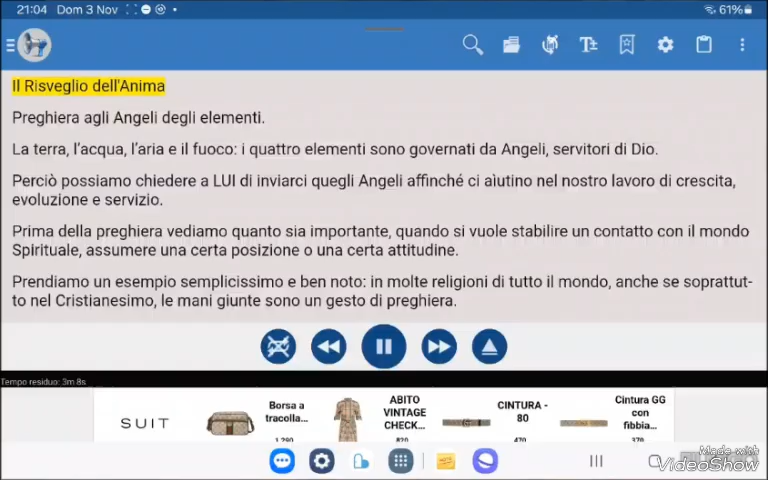 21:04 Dom 3 Nov 61%
Il Risveglio dell'Anima
Preghiera agli Angeli degli elementi.
La terra, l'acqua, l'aria e il fuoco: i quattro elementi sono governati da Angeli, servitori di Dio.
Perciò possiamo chiedere a LUI di inviarci quegli Angeli affinché ci aiutino nel nostro lavoro di crescita,
evoluzione e servizio.
Prima della preghiera vediamo quanto sia importante, quando si vuole stabilire un contatto con il mondo
Spirituale, assumere una certa posizione o una certa attitudine.
Prendiamo un esempio semplicissimo e ben noto: in molte religioni di tutto il mondo, anche se soprattut-
to nel Cristianesimo, le mani giunte sono un gesto di preghiera.
Tempo residuo: 3m 8s
SUIT
Borsa a
tracolla...
1.290
ABITO
VINTAGE
CHECK...
820
CINTURA -
80
470
Cintura GG
con
fibbia...
370
Made with
VideoShow